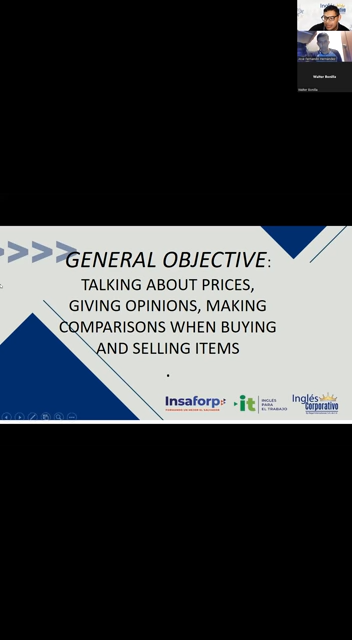 Walter Bonilla
Walter Bonilla
GENERAL OBJECTIVE:
TALKING ABOUT PRICES,
GIVING OPINIONS, MAKING
COMPARISONS WHEN BUYING
AND SELLING ITEMS
.
Insaforp
it
INGLÉS
PARA
EL TRABAJO
Inglés
Corporativo